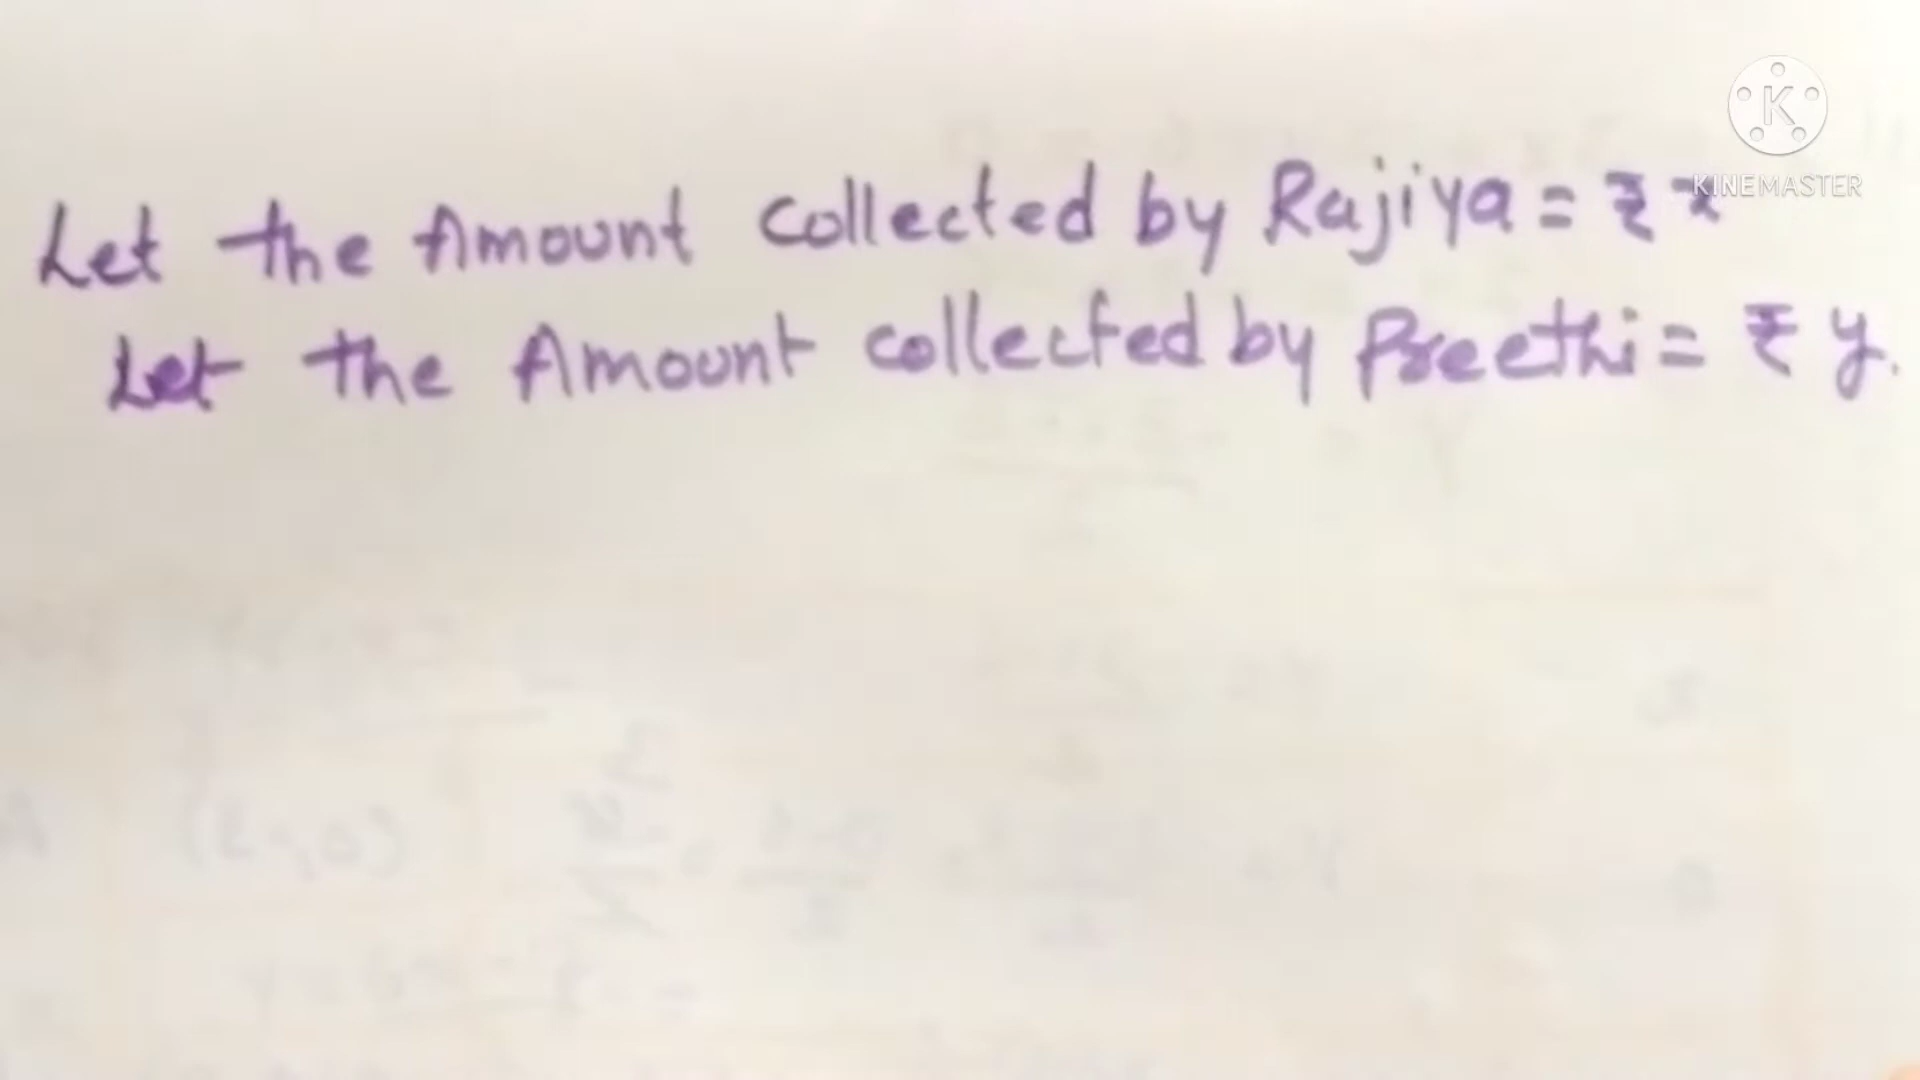 KINEMASTER
Let the Amount collected by Rajiya = ₹ x
Let the Amount collected by Preethi = ₹ y.